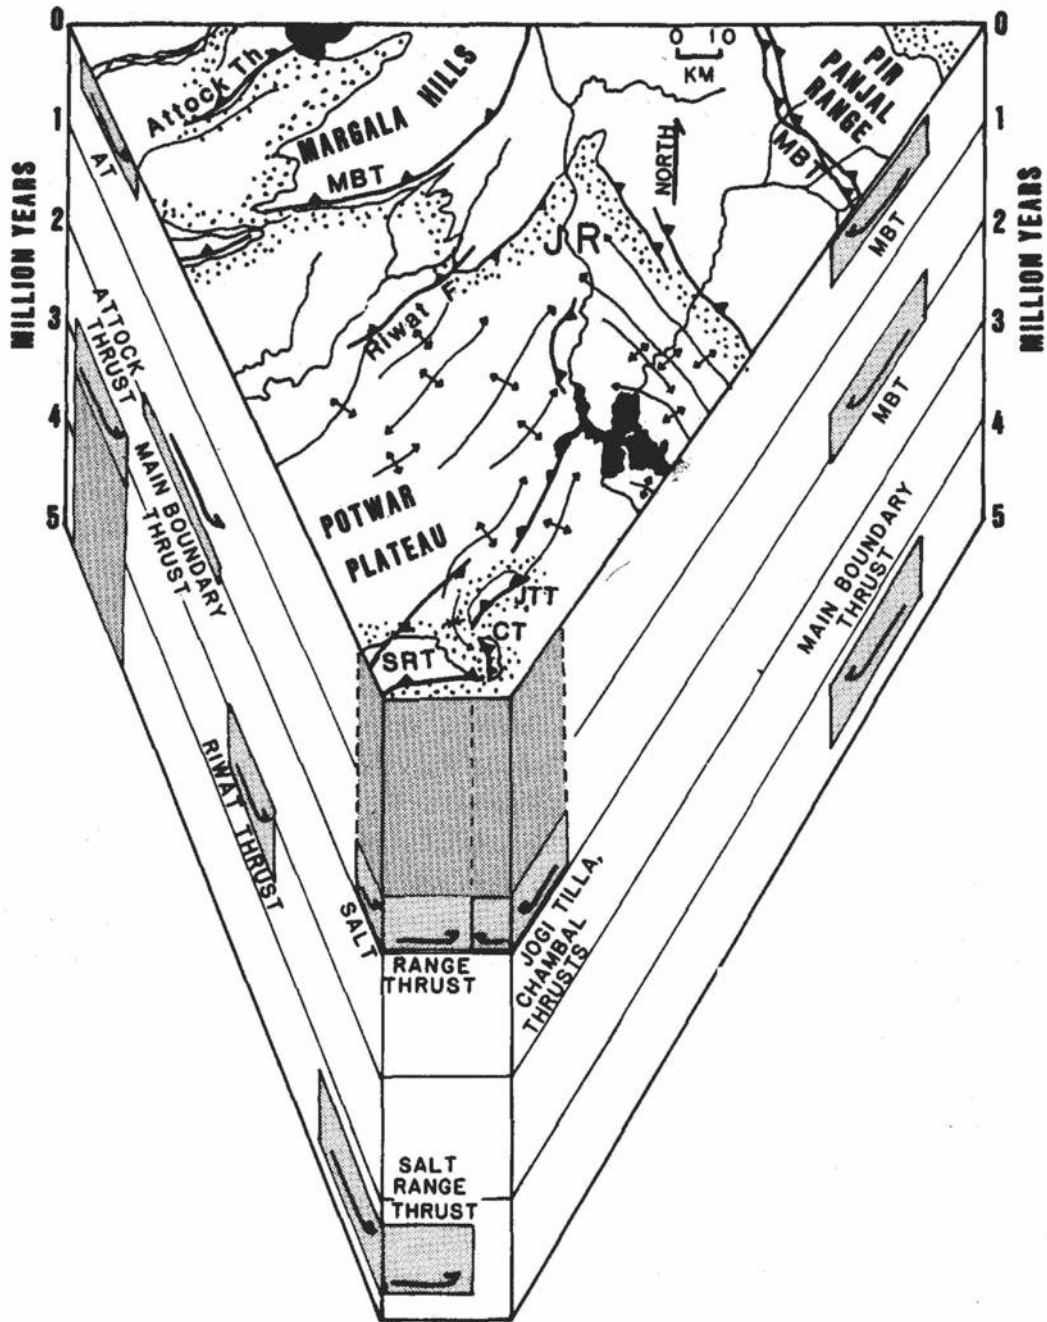 0
1
2
3
4
5
MILLION YEARS
0
1
2
3
4
5
MILLION YEARS
Attock Th.
MARGALA HILLS
MBT
0 10
KM
PIR
PANJAL
RANGE
MBT
NORTH
J R
Riwat F
POTWAR
PLATEAU
JTT
CT
SRT
AT
ATTOCK
THRUST
MAIN BOUNDARY
THRUST
RIWAT THRUST
SALT
RANGE
THRUST
JOGI TILLA,
CHAMBAL
THRUSTS
MBT
MBT
MAIN BOUNDARY
THRUST
SALT
RANGE
THRUST